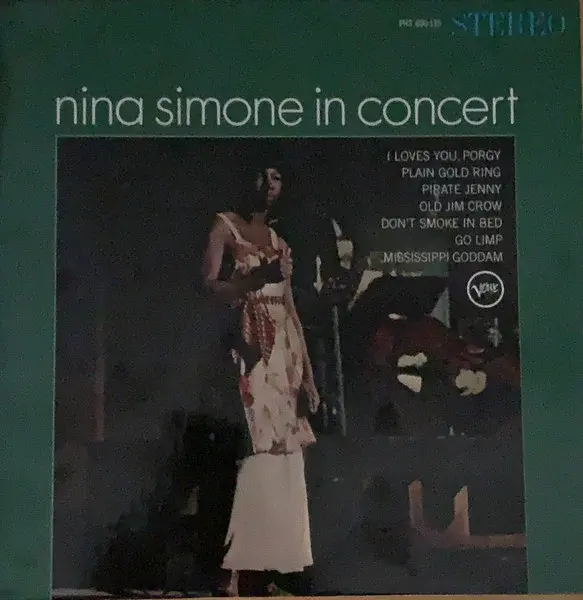 STEREO
nina simone in concert
I LOVES YOU, PORGY
PLAIN GOLD RING
PIRATE JENNY
OLD JIM CROW
DON'T SMOKE IN BED
GO LIMP
MISSISSIPPI GODDAM
Verve